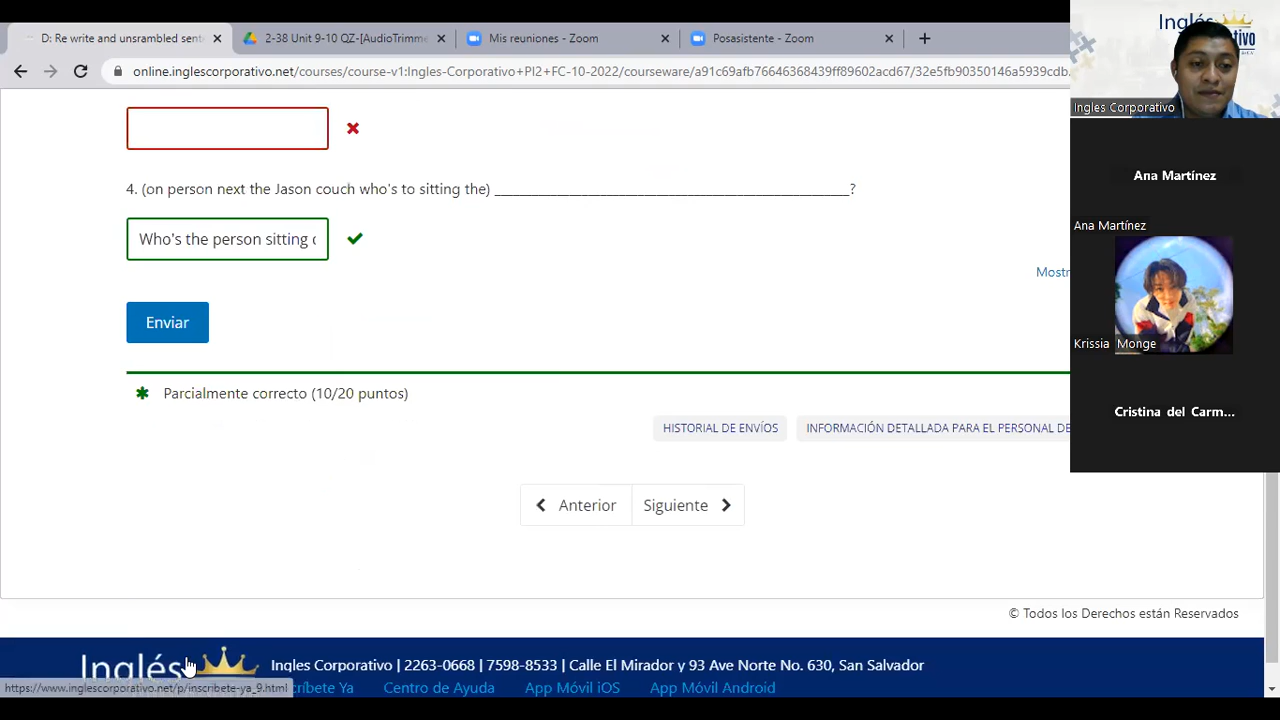 D: Re write and unsrambled sent
2-38 Unit 9-10 QZ-[AudioTrimme
Mis reuniones - Zoom
Posasistente - Zoom
online.inglescorporativo.net/courses/course-v1:Ingles-Corporativo+PI2+FC-10-2022/courseware/a91c69afb76646368439ff89602acd67/32e5fb90350146a5939cdb
Inglés
Ingles Corporativo
4. (on person next the Jason couch who's to sitting the) ______________________________________________?
Who's the person sitting
Mostr
Enviar
Parcialmente correcto (10/20 puntos)
HISTORIAL DE ENVÍOS
INFORMACIÓN DETALLADA PARA EL PERSONAL DE
Anterior
Siguiente
© Todos los Derechos están Reservados
Inglés
Ingles Corporativo | 2263-0668 | 7598-8533 | Calle El Mirador y 93 Ave Norte No. 630, San Salvador
críbete Ya
Centro de Ayuda
App Móvil iOS
App Móvil Android
https://www.inglescorporativo.net/p/inscribete-ya_9.html
Ana Martínez
Ana Martínez
Krissia Monge
Cristina del Carm...